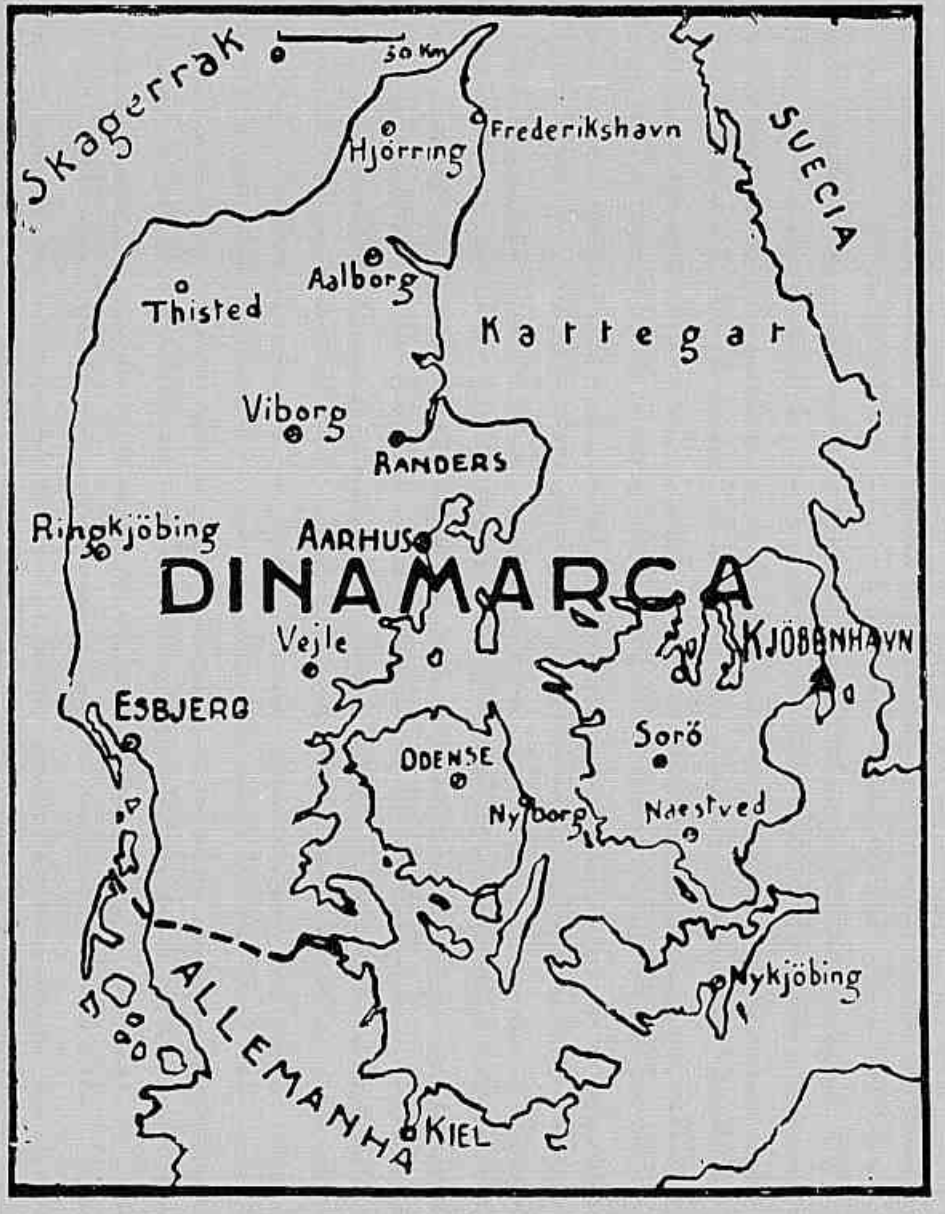 Skagerrak
0 50 Km
Frederikshavn
Hjörring
SUECIA
Aalborg
Thisted
Kattegat
Viborg
RANDERS
Ringkjöbing
AARHUS
DINAMARCA
Vejle
KJÖBENHAVN
ESBJERG
Sorö
ODENSE
Nyborg
Naestved
ALLEMANHA
Nykjöbing
KIEL